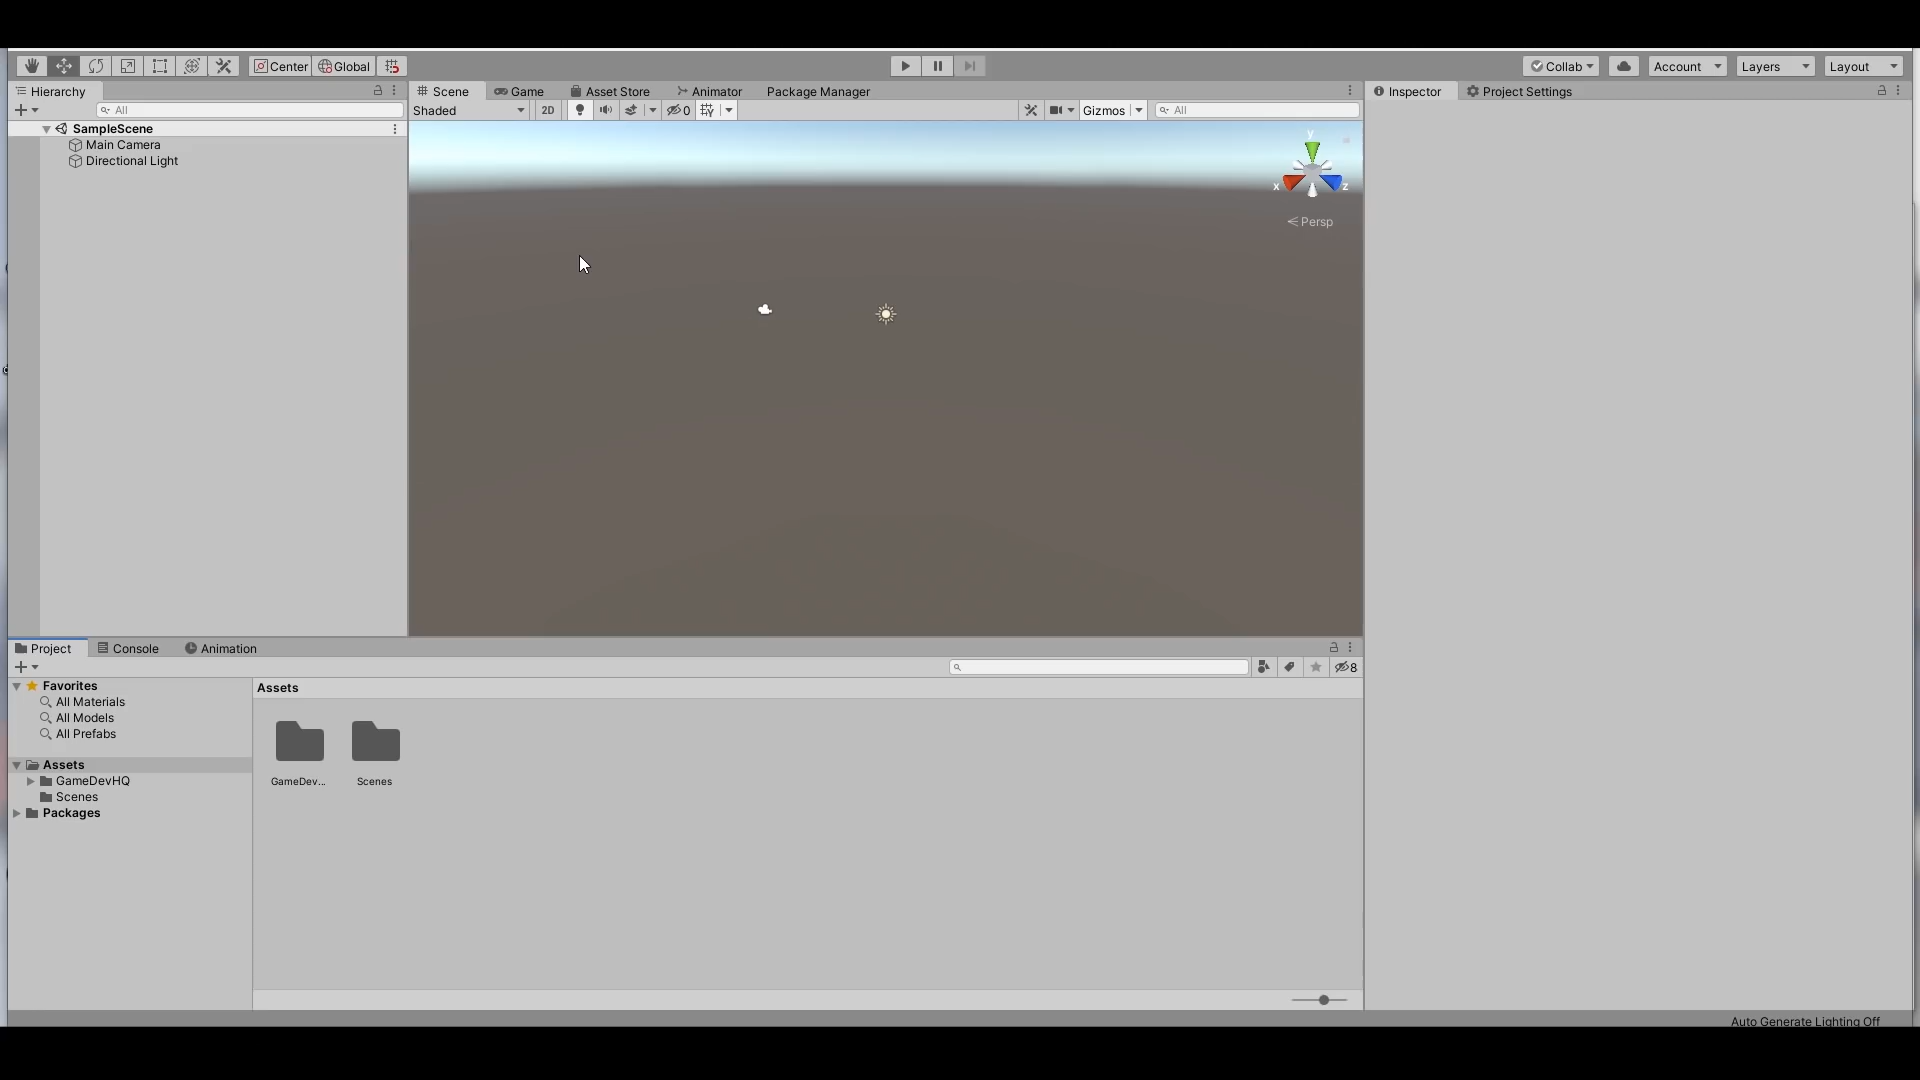 Center Global Collab Account Layers Layout
Hierarchy
All
SampleScene
Main Camera
Directional Light
Scene Game Asset Store Animator Package Manager
Shaded 2D 0 Gizmos All
y
x z
Persp
Inspector Project Settings
Project Console Animation
8
Favorites
All Materials
All Models
All Prefabs
Assets
GameDevHQ
Scenes
Packages
Assets
GameDev... Scenes
Auto Generate Lighting Off